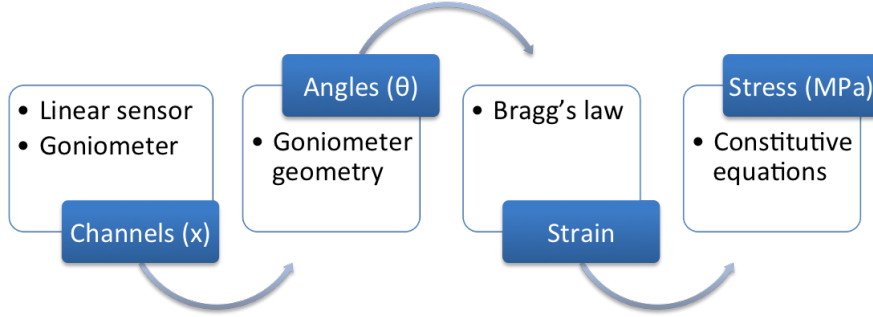 • Linear sensor
• Goniometer
Channels (x)
Angles (θ)
• Goniometer
geometry
• Bragg’s law
Strain
Stress (MPa)
• Constitutive
equations